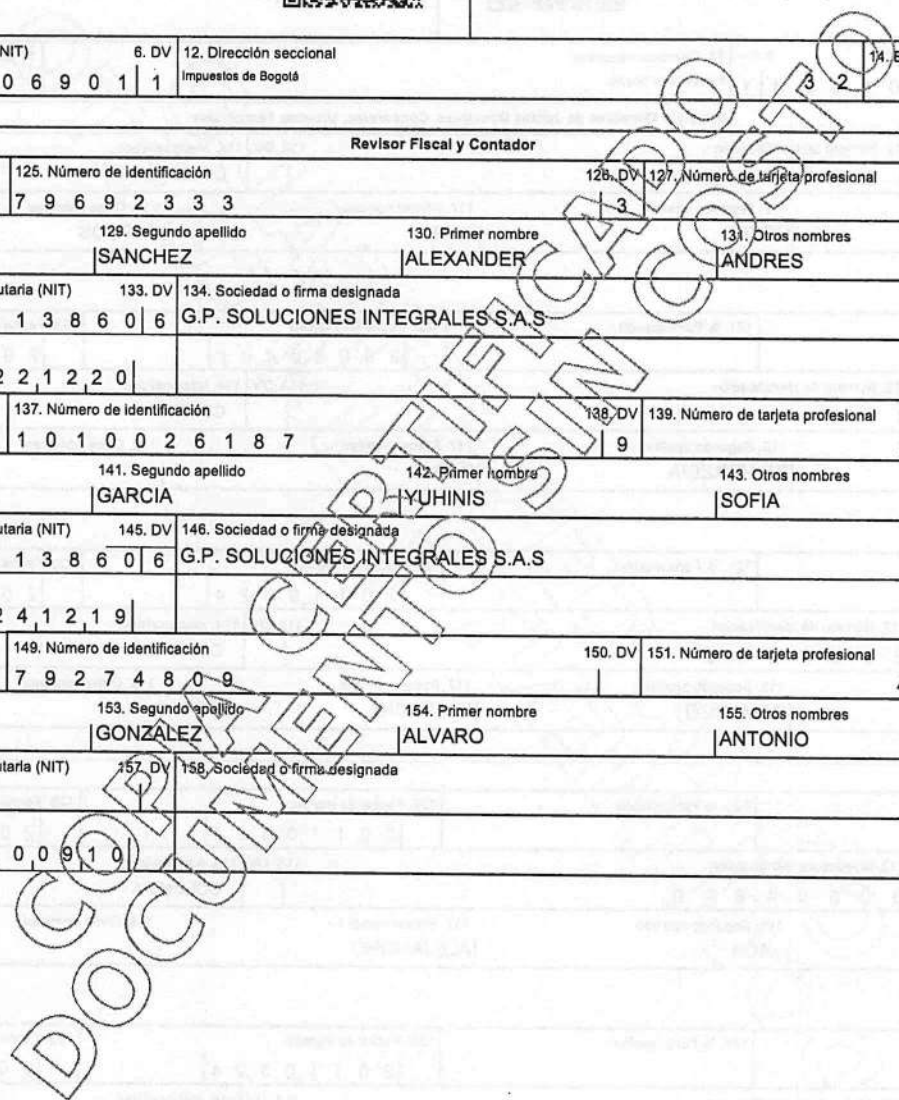 NIT) 6. DV 12. Dirección seccional 14. B
0 6 9 0 1 1 1 Impuestos de Bogotá 3 2
Revisor Fiscal y Contador
125. Número de identificación 126. DV 127. Número de tarjeta profesional
7 9 6 9 2 3 3 3 3
129. Segundo apellido 130. Primer nombre 131. Otros nombres
SANCHEZ ALEXANDER ANDRES
utaria (NIT) 133. DV 134. Sociedad o firma designada
1 3 8 6 0 6 G.P. SOLUCIONES INTEGRALES S.A.S
2 2 1 2 2 0
137. Número de identificación 138. DV 139. Número de tarjeta profesional
1 0 1 0 0 2 6 1 8 7 9
141. Segundo apellido 142. Primer nombre 143. Otros nombres
GARCIA YUHINIS SOFIA
utaria (NIT) 145. DV 146. Sociedad o firma designada
1 3 8 6 0 6 G.P. SOLUCIONES INTEGRALES S.A.S
2 4 1 2 1 9
149. Número de identificación 150. DV 151. Número de tarjeta profesional
7 9 2 7 4 8 0 9
153. Segundo apellido 154. Primer nombre 155. Otros nombres
GONZALEZ ALVARO ANTONIO
utaria (NIT) 157. DV 158. Sociedad o firma designada
0 0 9 1 0
COPIA CERTIFICADO
DOCUMENTO SIN COSTO